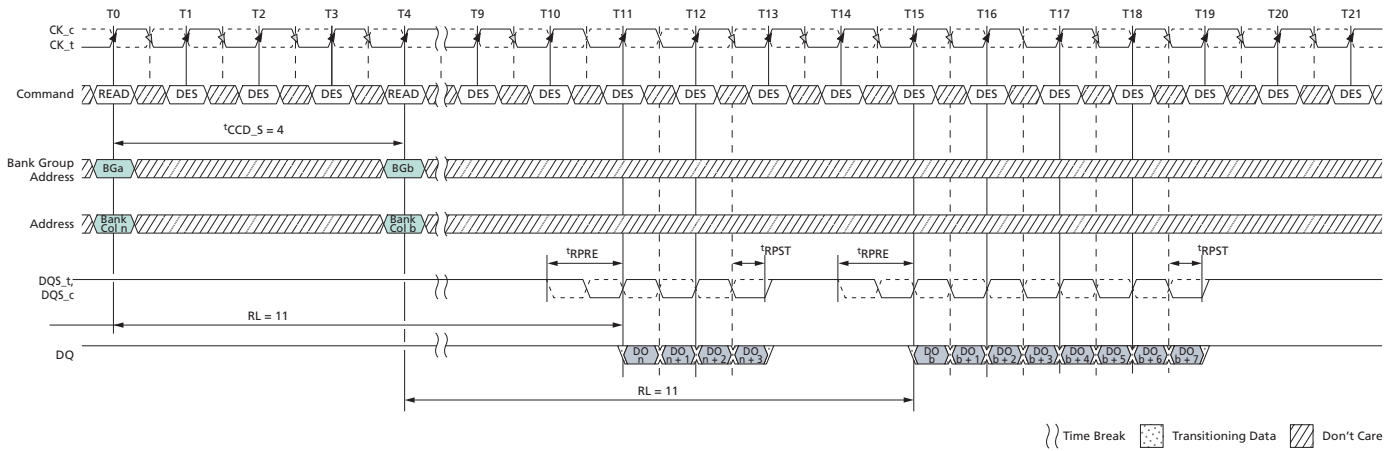 T0 T1 T2 T3 T4 T9 T10 T11 T12 T13 T14 T15 T16 T17 T18 T19 T20 T21
CK_c
CK_t
Command READ DES DES DES READ DES DES DES DES DES DES DES DES DES DES DES DES DES
tCCD_S = 4
Bank Group
Address
BGa BGb
Address
Bank
Col n
Bank
Col b
tRPRE tRPST tRPRE tRPST
DQS_t,
DQS_c
RL = 11
DQ
DO
n
DO
n + 1
DO
n + 2
DO
n + 3
DO
b
DO
b + 1
DO
b + 2
DO
b + 3
DO
b + 4
DO
b + 5
DO
b + 6
DO
b + 7
RL = 11
Time Break Transitioning Data Don't Care